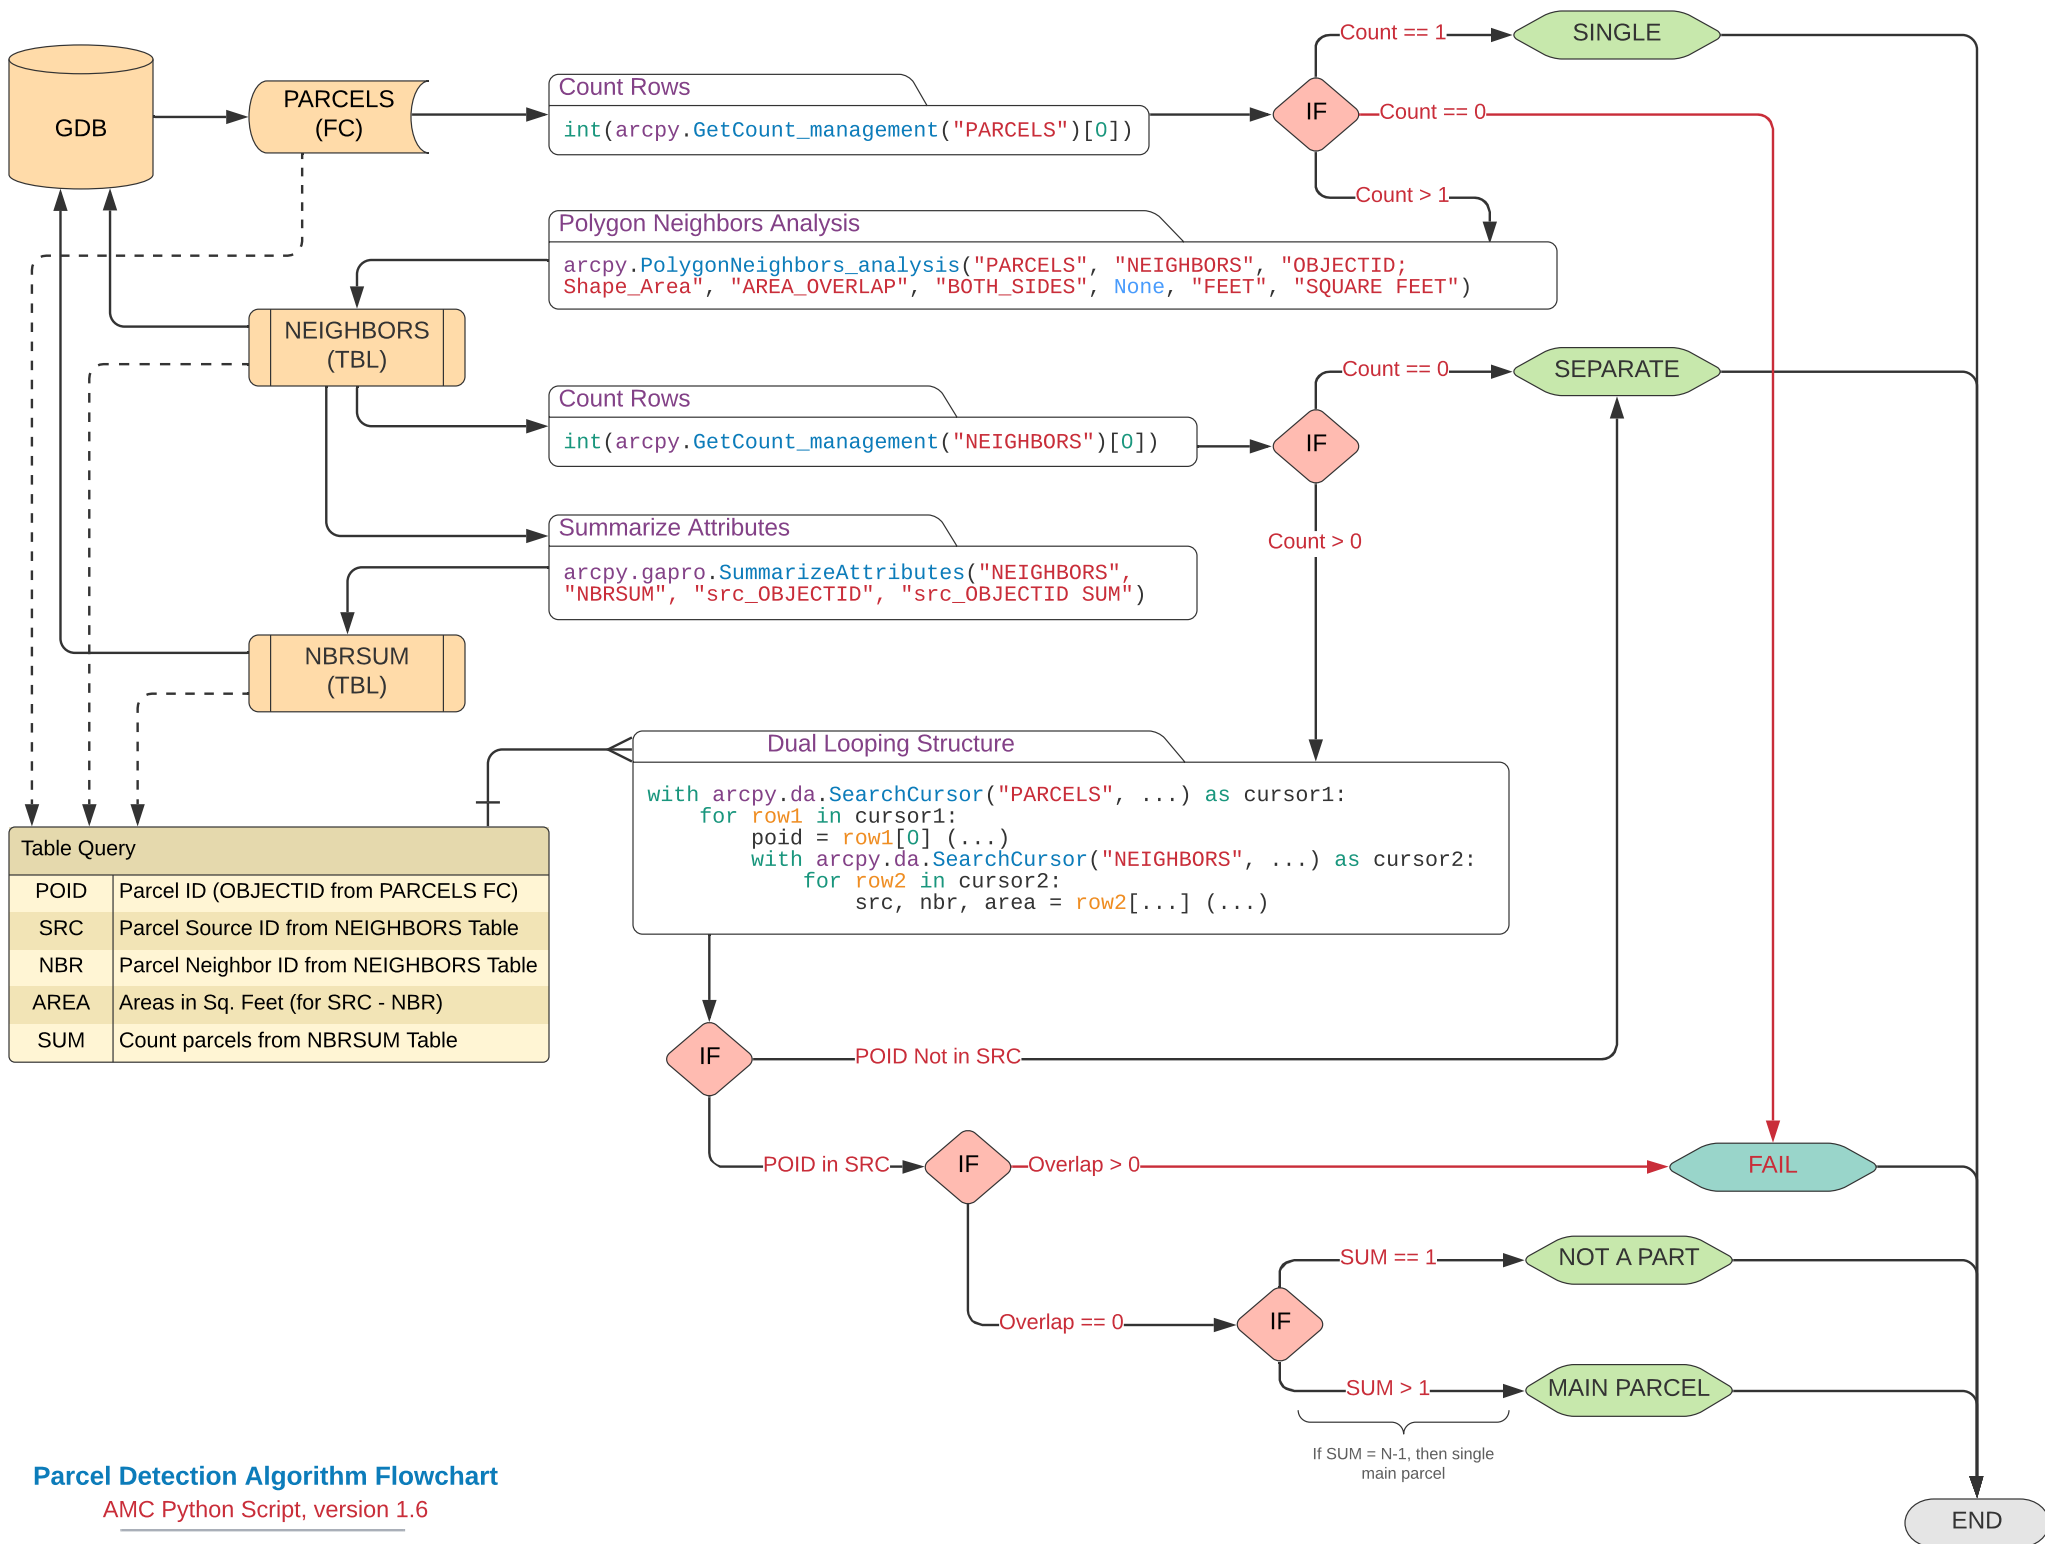 GDB
PARCELS
(FC)
Count Rows
int(arcpy.GetCount_management("PARCELS")[0])
IF
Count == 1
SINGLE
Count == 0
Count > 1
Polygon Neighbors Analysis
arcpy.PolygonNeighbors_analysis("PARCELS", "NEIGHBORS", "OBJECTID;
Shape_Area", "AREA_OVERLAP", "BOTH_SIDES", None, "FEET", "SQUARE FEET")
NEIGHBORS
(TBL)
Count Rows
int(arcpy.GetCount_management("NEIGHBORS")[0])
IF
Count == 0
SEPARATE
Count > 0
Summarize Attributes
arcpy.gapro.SummarizeAttributes("NEIGHBORS",
"NBRSUM", "src_OBJECTID", "src_OBJECTID SUM")
NBRSUM
(TBL)
Dual Looping Structure
with arcpy.da.SearchCursor("PARCELS", ...) as cursor1:
for row1 in cursor1:
poid = row1[0] (...)
with arcpy.da.SearchCursor("NEIGHBORS", ...) as cursor2:
for row2 in cursor2:
src, nbr, area = row2[...] (...)
Table Query
POID Parcel ID (OBJECTID from PARCELS FC)
SRC Parcel Source ID from NEIGHBORS Table
NBR Parcel Neighbor ID from NEIGHBORS Table
AREA Areas in Sq. Feet (for SRC - NBR)
SUM Count parcels from NBRSUM Table
IF
POID Not in SRC
POID in SRC
IF
Overlap > 0
FAIL
Overlap == 0
IF
SUM == 1
NOT A PART
SUM > 1
MAIN PARCEL
If SUM = N-1, then single
main parcel
Parcel Detection Algorithm Flowchart
AMC Python Script, version 1.6
END